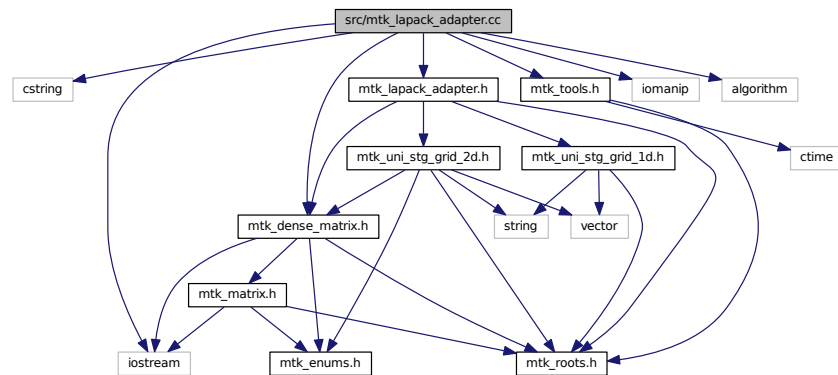 src/mtk_lapack_adapter.cc
cstring
mtk_lapack_adapter.h
mtk_tools.h
iomanip
algorithm
mtk_uni_stg_grid_2d.h
mtk_uni_stg_grid_1d.h
ctime
mtk_dense_matrix.h
string
vector
mtk_matrix.h
iostream
mtk_enums.h
mtk_roots.h